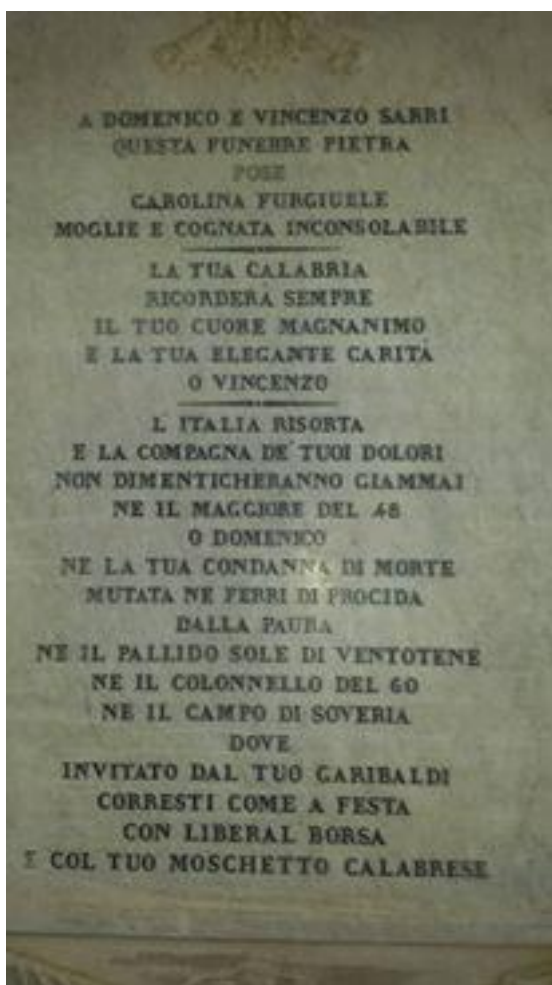 A DOMENICO E VINCENZO SARRI
QUESTA FUNEBRE PIETRA
POSE
CAROLINA FURGIUELE
MOGLIE E COGNATA INCONSOLABILE
LA TUA CALABRIA
RICORDERÀ SEMPRE
IL TUO CUORE MAGNANIMO
E LA TUA ELEGANTE CARITÀ
O VINCENZO
L'ITALIA RISORTA
E LA COMPAGNA DE' TUOI DOLORI
NON DIMENTICHERANNO GIAMMAI
NE IL MAGGIORE DEL 48
O DOMENICO
NE LA TUA CONDANNA DI MORTE
MUTATA NE FERRI DI PROCIDA
DALLA PAURA
NE IL PALLIDO SOLE DI VENTOTENE
NE IL COLONNELLO DEL 60
NE IL CAMPO DI SOVERIA
DOVE
INVITATO DAL TUO GARIBALDI
CORRESTI COME A FESTA
CON LIBERAL BORSA
E COL TUO MOSCHETTO CALABRESE